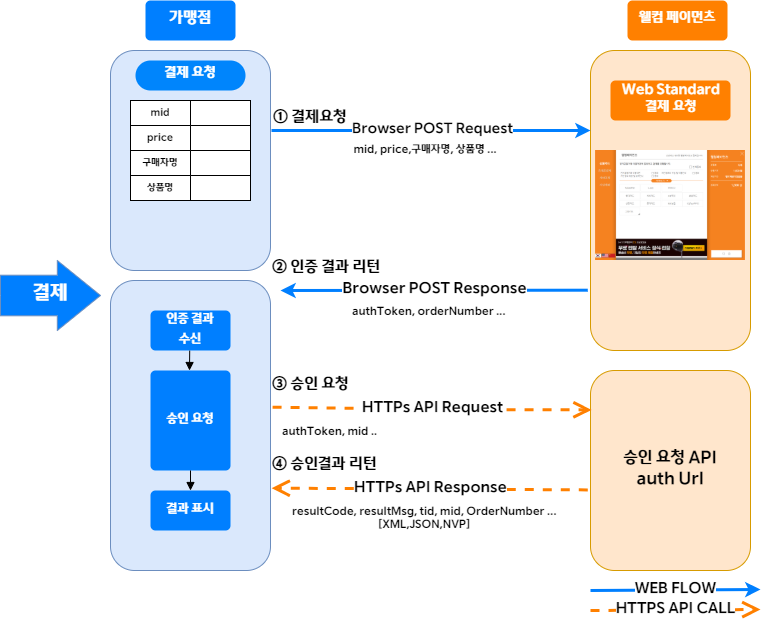 가맹점
웰컴 페이먼츠
결제 요청
mid
price
구매자명
상품명
① 결제요청
Browser POST Request
mid, price,구매자명, 상품명 ...
Web Standard
결제 요청
② 인증 결과 리턴
Browser POST Response
authToken, orderNumber ...
결제
인증 결과
수신
승인 요청
결과 표시
③ 승인 요청
HTTPs API Request
authToken, mid ..
④ 승인결과 리턴
HTTPs API Response
resultCode, resultMsg, tid, mid, OrderNumber ...
[XML,JSON,NVP]
승인 요청 API
auth Url
WEB FLOW
HTTPS API CALL